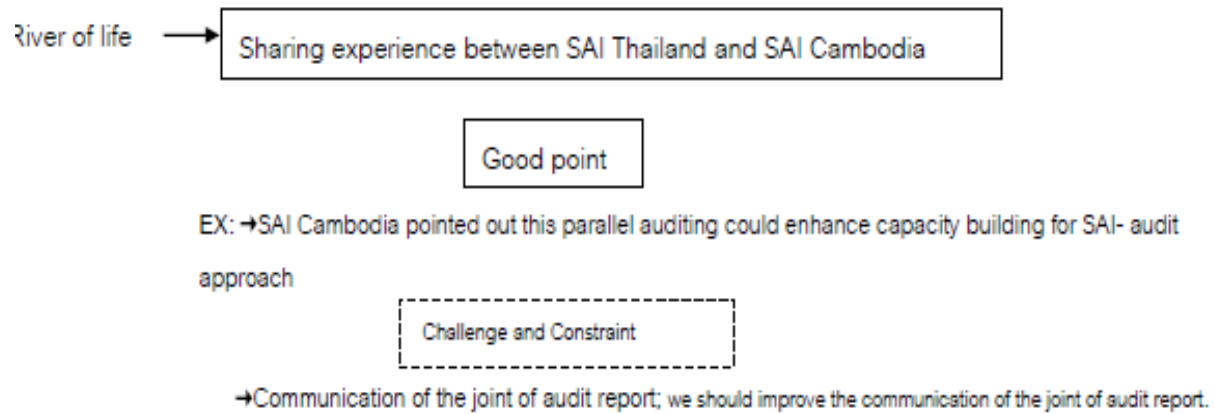 River of life → Sharing experience between SAI Thailand and SAI Cambodia
Good point
EX: →SAI Cambodia pointed out this parallel auditing could enhance capacity building for SAI- audit
approach
Challenge and Constraint
→Communication of the joint of audit report; we should improve the communication of the joint of audit report.